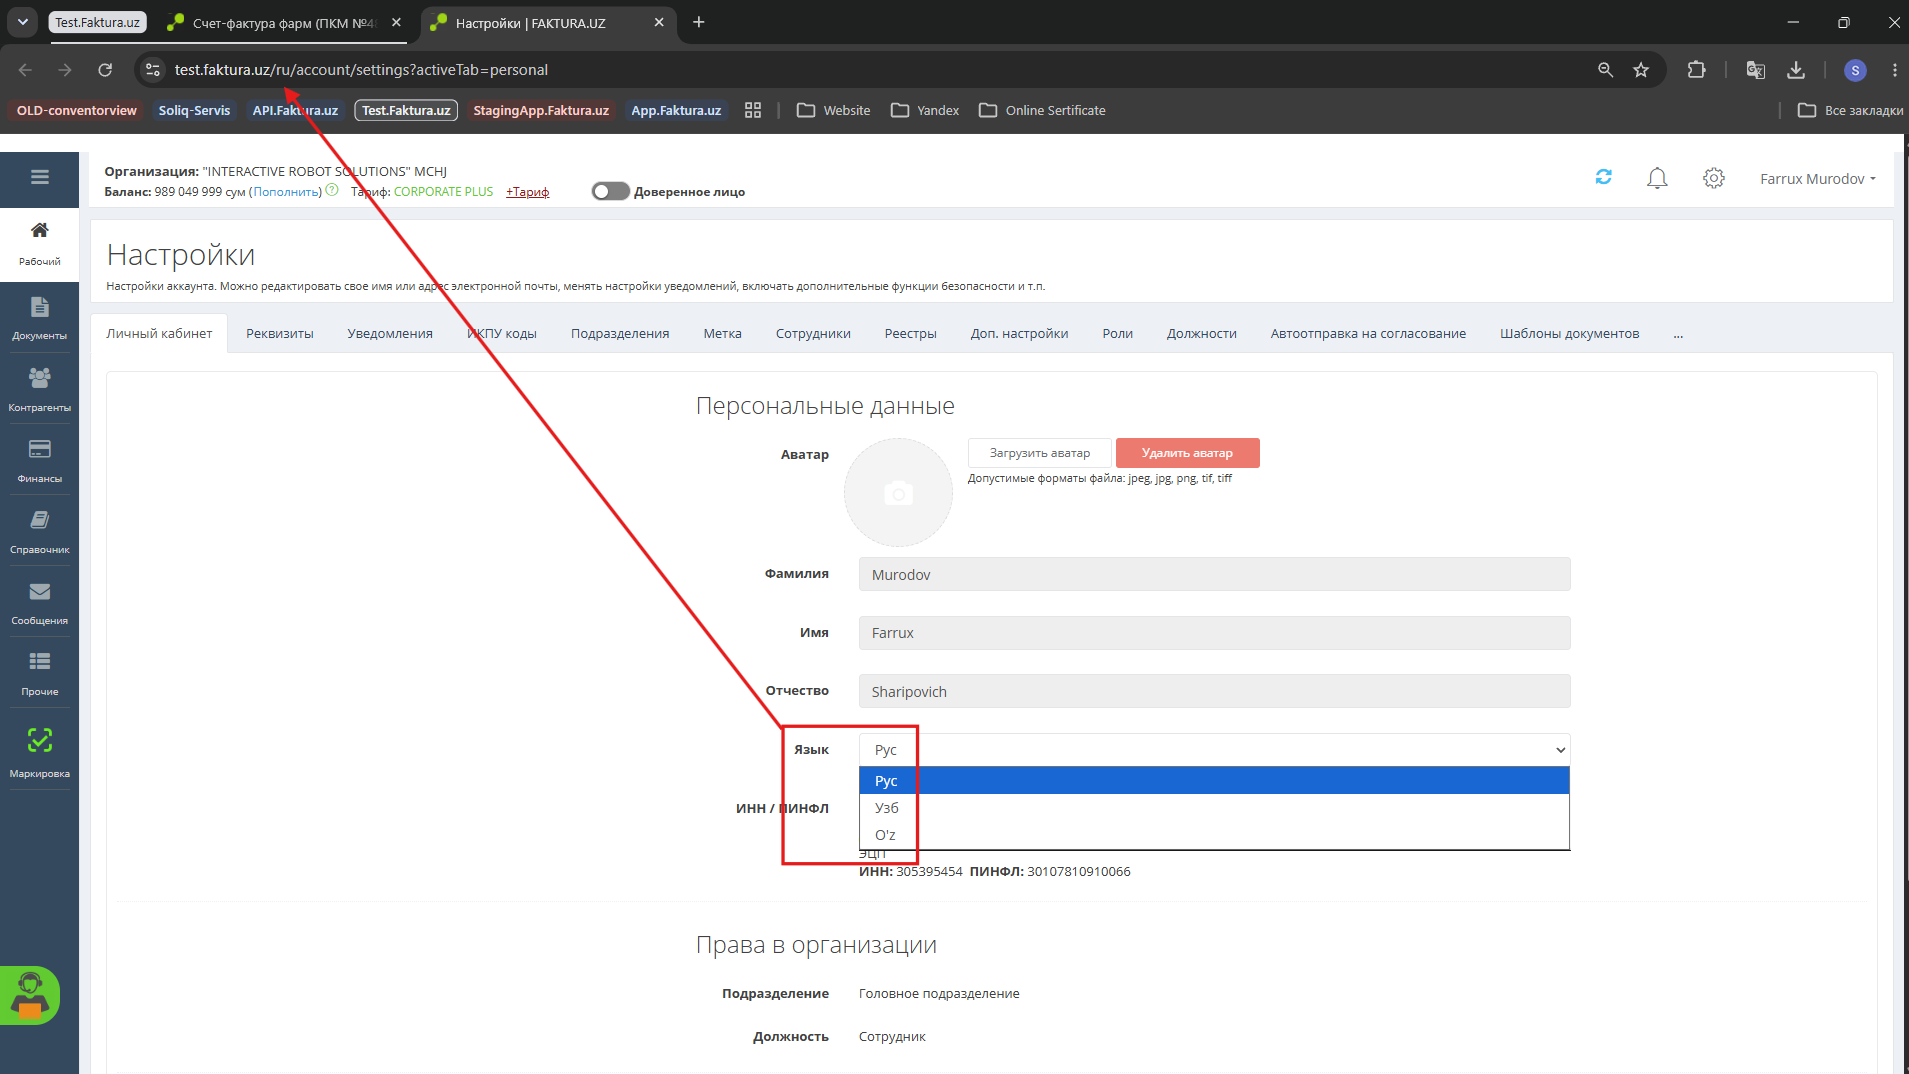 Test.Faktura.uz
Счет-фактура фарм (ПКМ №4
Настройки | FAKTURA.UZ
test.faktura.uz/ru/account/settings?activeTab=personal
OLD-conventorview
Soliq-Servis
API.Faktura.uz
Test.Faktura.uz
StagingApp.Faktura.uz
App.Faktura.uz
Website
Yandex
Online Sertificate
Все закладки
Организация: "INTERACTIVE ROBOT SOLUTIONS" MCHJ
Баланс: 989 049 999 сум (Пополнить) ? Тариф: CORPORATE PLUS +Тариф
Доверенное лицо
Farrux Murodov
Рабочий
Документы
Контрагенты
Финансы
Справочник
Сообщения
Прочие
Маркировка
Настройки
Настройки аккаунта. Можно редактировать свое имя или адрес электронной почты, менять настройки уведомлений, включать дополнительные функции безопасности и т.п.
Личный кабинет
Реквизиты
Уведомления
ИКПУ коды
Подразделения
Метка
Сотрудники
Реестры
Доп. настройки
Роли
Должности
Автоотправка на согласование
Шаблоны документов
...
Персональные данные
Аватар
Загрузить аватар
Удалить аватар
Допустимые форматы файла: jpeg, jpg, png, tif, tiff
Фамилия
Murodov
Имя
Farrux
Отчество
Sharipovich
Язык
Рус
Рус
Узб
O'z
ИНН / ПИНФЛ
ЭЦП
ИНН: 305395454 ПИНФЛ: 30107810910066
Права в организации
Подразделение
Головное подразделение
Должность
Сотрудник
S